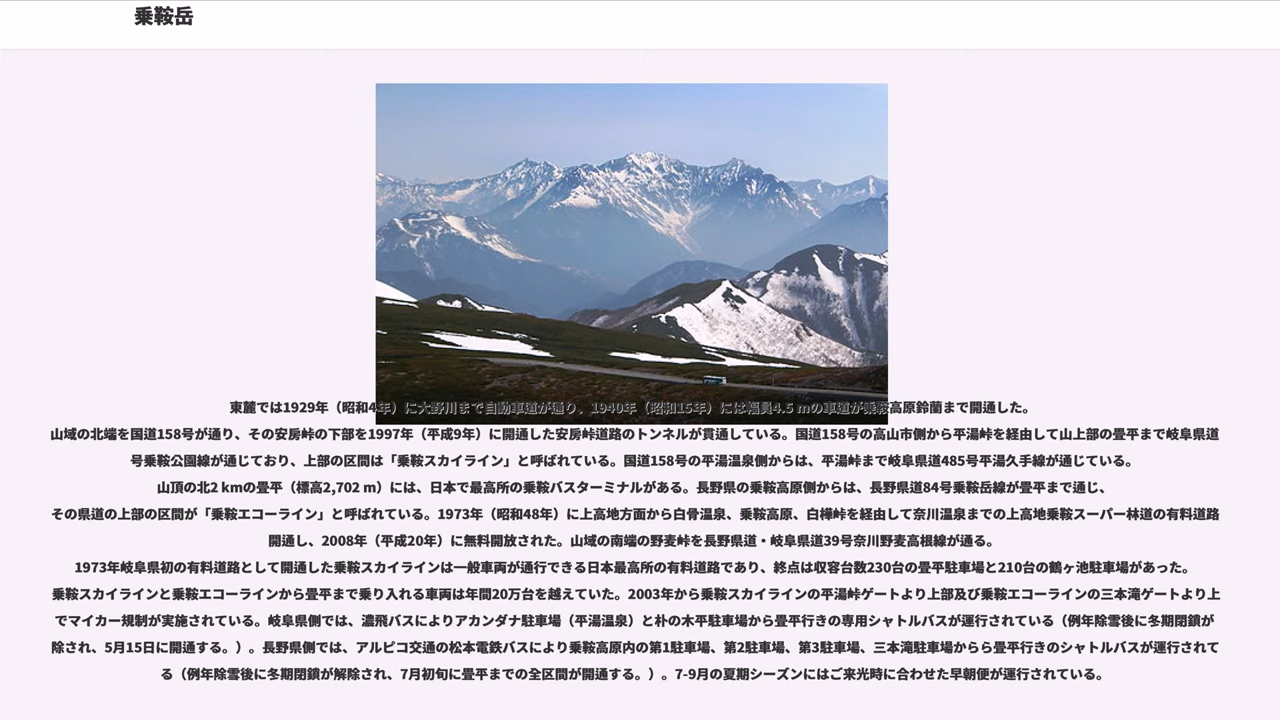 乗鞍岳
東麓では1929年（昭和4年）に大野川まで自動車道が通り、1940年（昭和15年）には幅員4.5 mの車道が乗鞍高原鈴蘭まで開通した。
山域の北端を国道158号が通り、その安房峠の下部を1997年（平成9年）に開通した安房峠道路のトンネルが貫通している。国道158号の高山市側から平湯峠を経由して山上部の畳平まで岐阜県道
号乗鞍公園線が通じており、上部の区間は「乗鞍スカイライン」と呼ばれている。国道158号の平湯温泉側からは、平湯峠まで岐阜県道485号平湯久手線が通じている。
山頂の北2 kmの畳平（標高2,702 m）には、日本で最高所の乗鞍バスターミナルがある。長野県の乗鞍高原側からは、長野県道84号乗鞍岳線が畳平まで通じ、
その県道の上部の区間が「乗鞍エコーライン」と呼ばれている。1973年（昭和48年）に上高地方面から白骨温泉、乗鞍高原、白樺峠を経由して奈川温泉までの上高地乗鞍スーパー林道の有料道路
開通し、2008年（平成20年）に無料開放された。山域の南端の野麦峠を長野県道・岐阜県道39号奈川野麦高根線が通る。
1973年岐阜県初の有料道路として開通した乗鞍スカイラインは一般車両が通行できる日本最高所の有料道路であり、終点は収容台数230台の畳平駐車場と210台の鶴ヶ池駐車場があった。
乗鞍スカイラインと乗鞍エコーラインから畳平まで乗り入れる車両は年間20万台を越えていた。2003年から乗鞍スカイラインの平湯峠ゲートより上部及び乗鞍エコーラインの三本滝ゲートより上
でマイカー規制が実施されている。岐阜県側では、濃飛バスによりアカンダナ駐車場（平湯温泉）と朴の木平駐車場から畳平行きの専用シャトルバスが運行されている（例年除雪後に冬期閉鎖が
除され、5月15日に開通する。）。長野県側では、アルピコ交通の松本電鉄バスにより乗鞍高原内の第1駐車場、第2駐車場、第3駐車場、三本滝駐車場からら畳平行きのシャトルバスが運行されて
る（例年除雪後に冬期閉鎖が解除され、7月初旬に畳平までの全区間が開通する。）。7-9月の夏期シーズンにはご来光時に合わせた早朝便が運行されている。